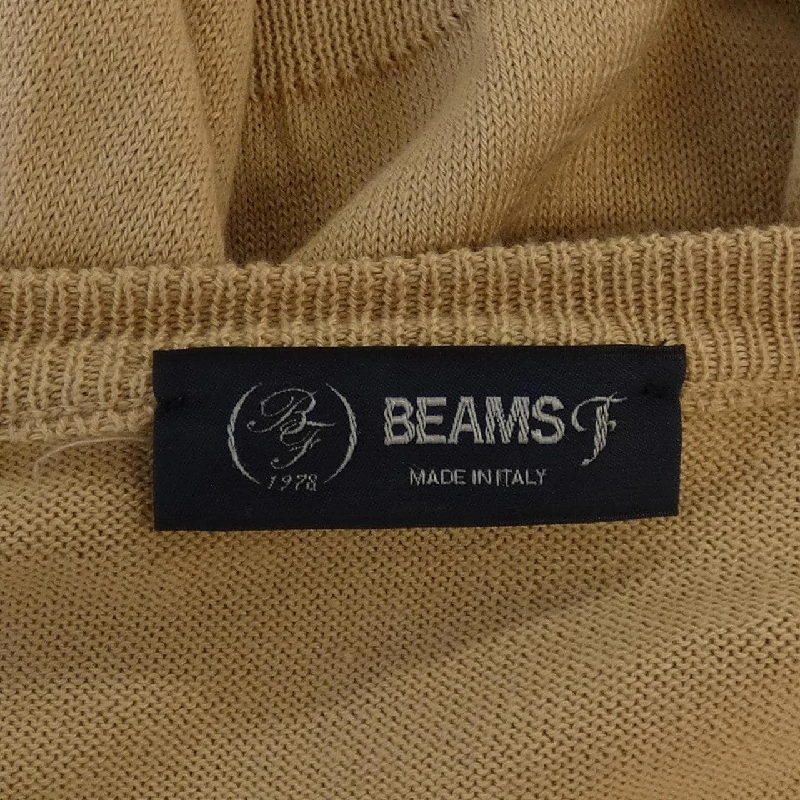 BF
1978
BEAMS F
MADE IN ITALY